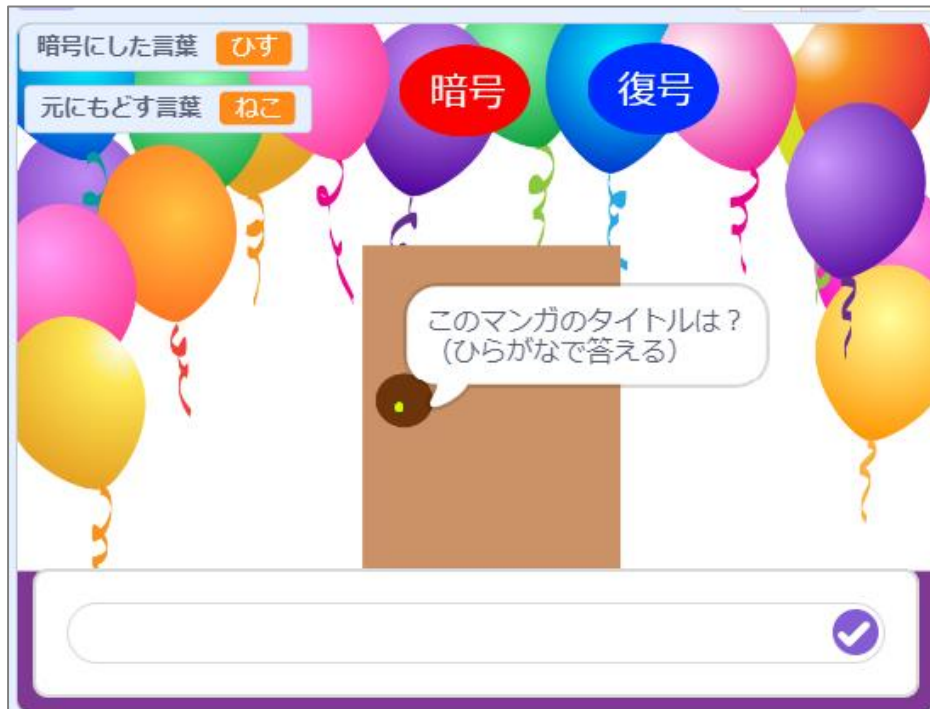 暗号にした言葉 ひす
元にもどす言葉 ねこ
暗号
復号
このマンガのタイトルは？
（ひらがなで答える）